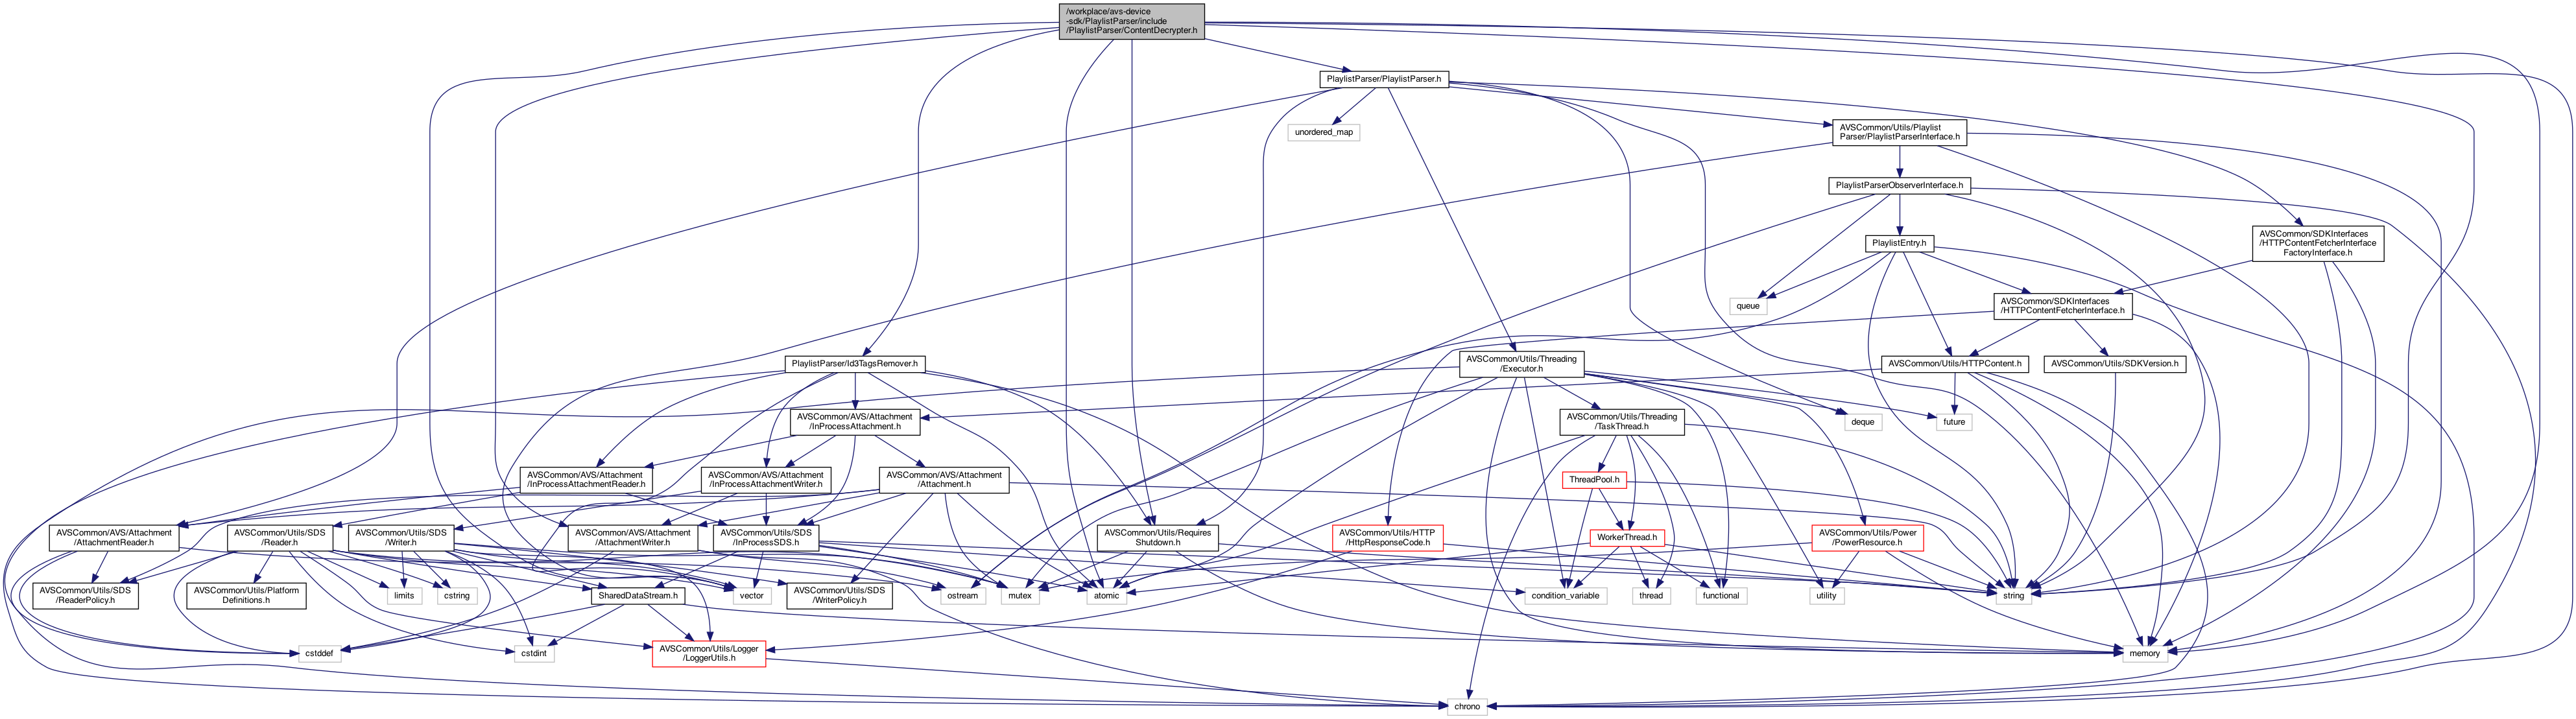 /workplace/avs-device
-sdk/PlaylistParser/include
/PlaylistParser/ContentDecrypter.h
PlaylistParser/PlaylistParser.h
unordered_map
AVSCommon/Utils/Playlist
Parser/PlaylistParserInterface.h
PlaylistParserObserverInterface.h
PlaylistEntry.h
AVSCommon/SDKInterfaces
/HTTPContentFetcherInterface
FactoryInterface.h
queue
AVSCommon/SDKInterfaces
/HTTPContentFetcherInterface.h
PlaylistParser/Id3TagsRemover.h
AVSCommon/Utils/Threading
/Executor.h
AVSCommon/Utils/HTTPContent.h
AVSCommon/Utils/SDKVersion.h
AVSCommon/AVS/Attachment
/InProcessAttachment.h
AVSCommon/Utils/Threading
/TaskThread.h
deque
future
AVSCommon/AVS/Attachment
/InProcessAttachmentReader.h
AVSCommon/AVS/Attachment
/InProcessAttachmentWriter.h
AVSCommon/AVS/Attachment
/Attachment.h
ThreadPool.h
AVSCommon/AVS/Attachment
/AttachmentReader.h
AVSCommon/Utils/SDS
/Reader.h
AVSCommon/Utils/SDS
/Writer.h
AVSCommon/AVS/Attachment
/AttachmentWriter.h
AVSCommon/Utils/SDS
/InProcessSDS.h
AVSCommon/Utils/Requires
Shutdown.h
AVSCommon/Utils/HTTP
/HttpResponseCode.h
WorkerThread.h
AVSCommon/Utils/Power
/PowerResource.h
AVSCommon/Utils/SDS
/ReaderPolicy.h
AVSCommon/Utils/Platform
Definitions.h
limits
cstring
SharedDataStream.h
vector
AVSCommon/Utils/SDS
/WriterPolicy.h
ostream
mutex
atomic
condition_variable
thread
functional
utility
string
cstddef
cstdint
AVSCommon/Utils/Logger
/LoggerUtils.h
memory
chrono